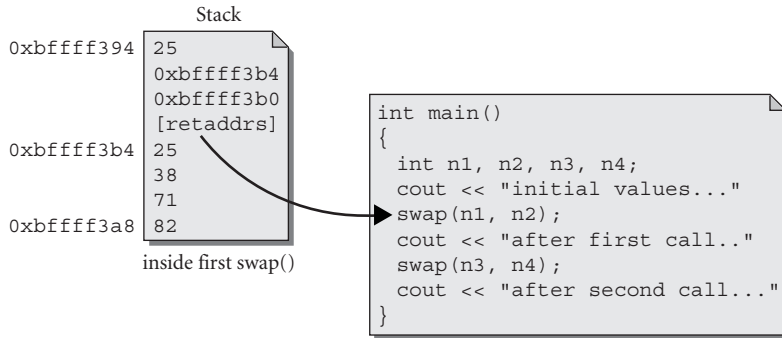 Stack
0xbffff394
25
0xbffff3b4
0xbffff3b0
[retaddrs]
0xbffff3b4
25
38
71
0xbffff3a8
82
inside first swap()
int main()
{
int n1, n2, n3, n4;
cout << "initial values..."
swap(n1, n2);
cout << "after first call.."
swap(n3, n4);
cout << "after second call..."
}